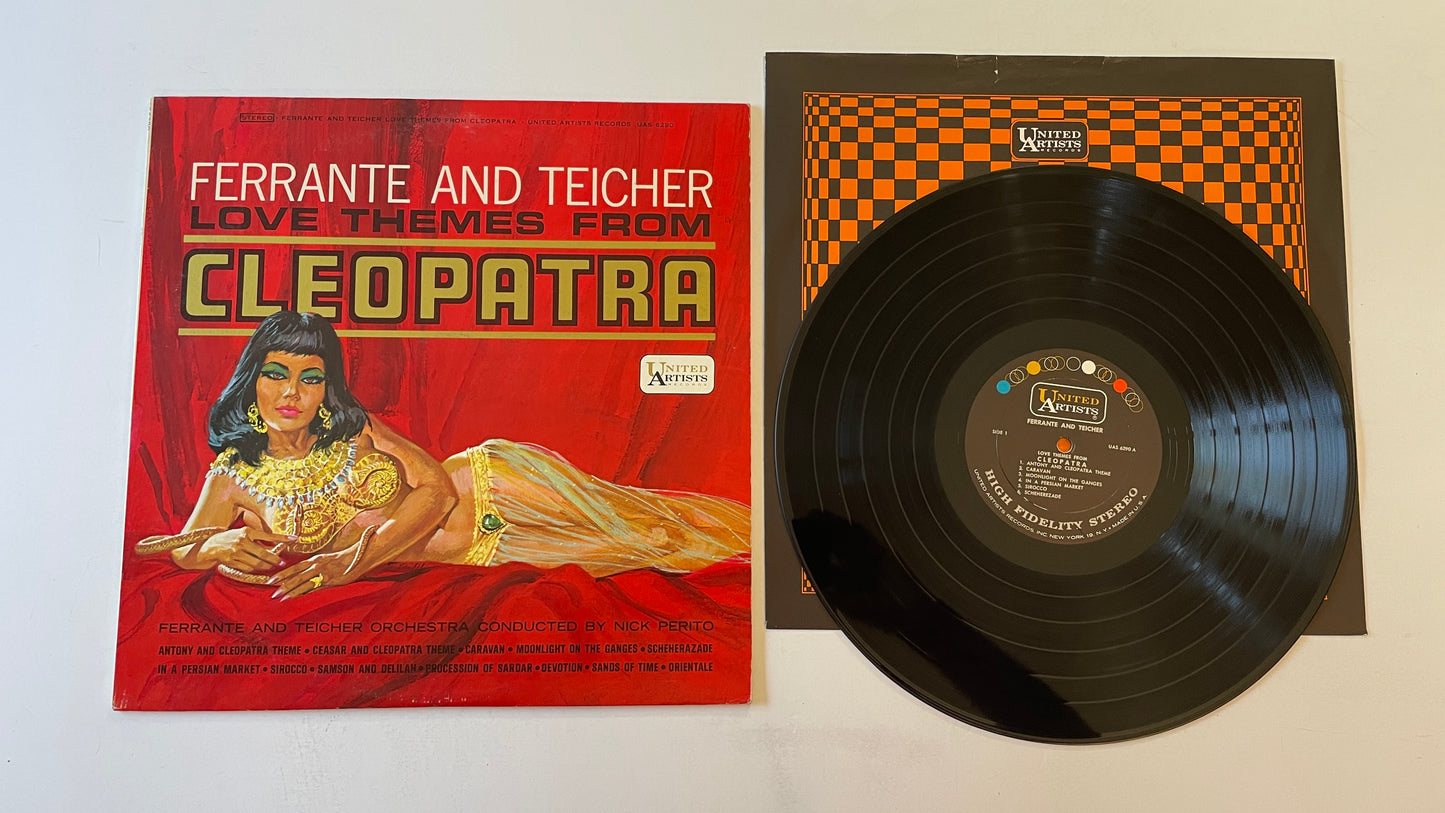 STEREO FERRANTE AND TEICHER LOVE THEMES FROM CLEOPATRA - UNITED ARTISTS RECORDS UAS 6290
FERRANTE AND TEICHER
LOVE THEMES FROM
CLEOPATRA
UNITED
ARTISTS
RECORDS
FERRANTE AND TEICHER ORCHESTRA CONDUCTED BY NICK PERITO
ANTONY AND CLEOPATRA THEME • CEASAR AND CLEOPATRA THEME • CARAVAN • MOONLIGHT ON THE GANGES • SCHEHERAZADE
IN A PERSIAN MARKET • SIROCCO • SAMSON AND DELILAH • PROCESSION OF SARDAR • DEVOTION • SANDS OF TIME • ORIENTALE
UNITED
ARTISTS
RECORDS
UNITED
ARTISTS
®
FERRANTE AND TEICHER
SIDE 1
UAS 6290 A
LOVE THEMES FROM
CLEOPATRA
1. ANTONY AND CLEOPATRA THEME
2. CARAVAN
3. MOONLIGHT ON THE GANGES
4. IN A PERSIAN MARKET
5. SIROCCO
6. SCHEHEREZADE
HIGH FIDELITY STEREO
UNITED ARTISTS RECORDS, INC. NEW YORK 19, N.Y. • MADE IN U.S.A.